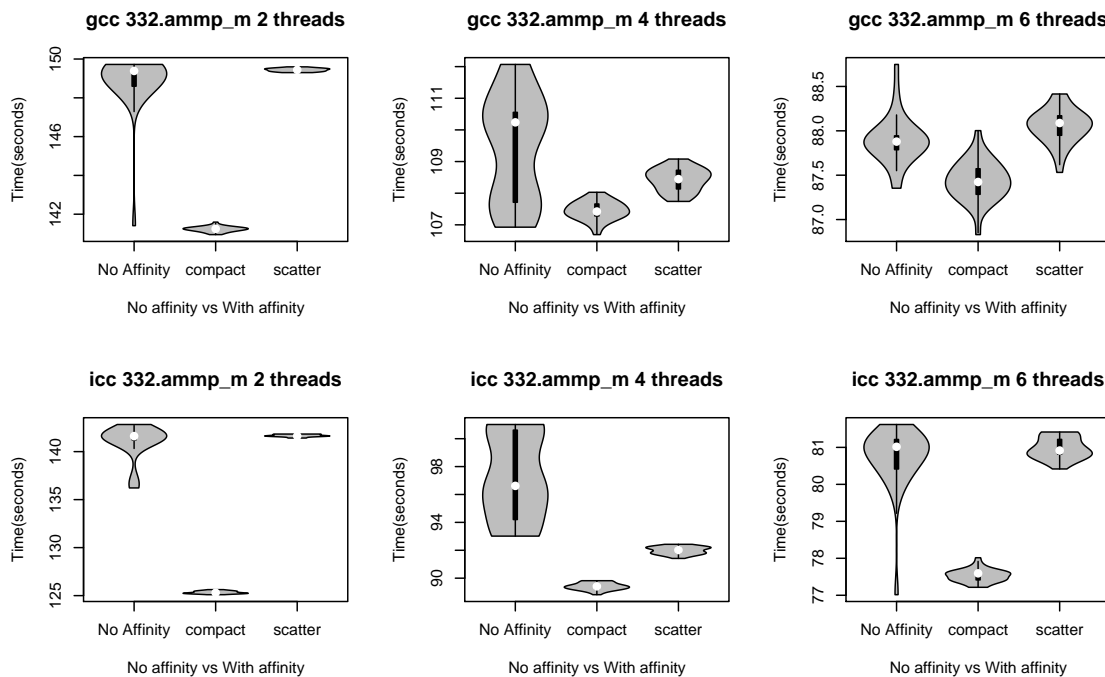 gcc 332.ammp_m 2 threads
Time(seconds)
150
146
142
No Affinity compact scatter
No affinity vs With affinity
gcc 332.ammp_m 4 threads
Time(seconds)
111
109
107
No Affinity compact scatter
No affinity vs With affinity
gcc 332.ammp_m 6 threads
Time(seconds)
88.5
88.0
87.5
87.0
No Affinity compact scatter
No affinity vs With affinity
icc 332.ammp_m 2 threads
Time(seconds)
140
135
130
125
No Affinity compact scatter
No affinity vs With affinity
icc 332.ammp_m 4 threads
Time(seconds)
98
94
90
No Affinity compact scatter
No affinity vs With affinity
icc 332.ammp_m 6 threads
Time(seconds)
81
80
79
78
77
No Affinity compact scatter
No affinity vs With affinity